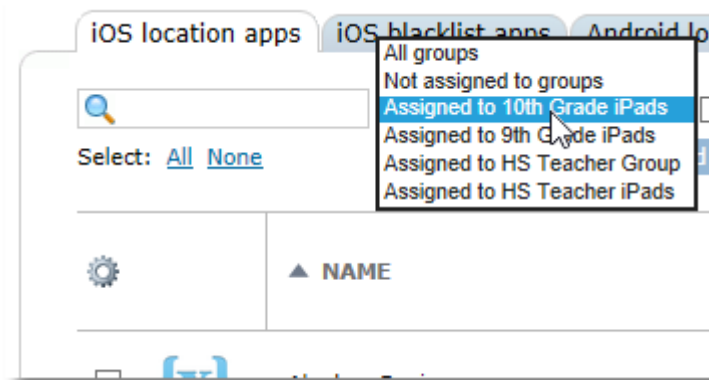 iOS location apps iOS blacklist apps Android lo
All groups
Not assigned to groups
Assigned to 10th Grade iPads
Assigned to 9th Grade iPads
Assigned to HS Teacher Group
Assigned to HS Teacher iPads
Select: All None
NAME